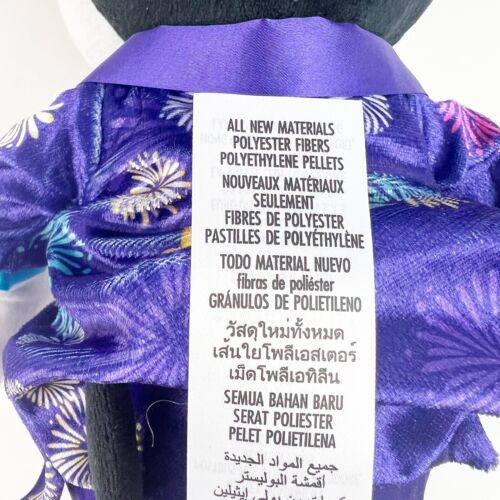 ALL NEW MATERIALS
POLYESTER FIBERS
POLYETHYLENE PELLETS
NOUVEAUX MATÉRIAUX
SEULEMENT
FIBRES DE POLYESTER
PASTILLES DE POLYÉTHYLÈNE
TODO MATERIAL NUEVO
fibras de poliéster
GRÁNULOS DE POLIETILENO
วัสดุใหม่ทั้งหมด
เส้นใยโพลีเอสเตอร์
เม็ดโพลีเอทิลีน
SEMUA BAHAN BARU
SERAT POLIESTER
PELET POLIETILENA
جميع المواد الجديدة
أقمشة البوليستر
بولي إيثيلين